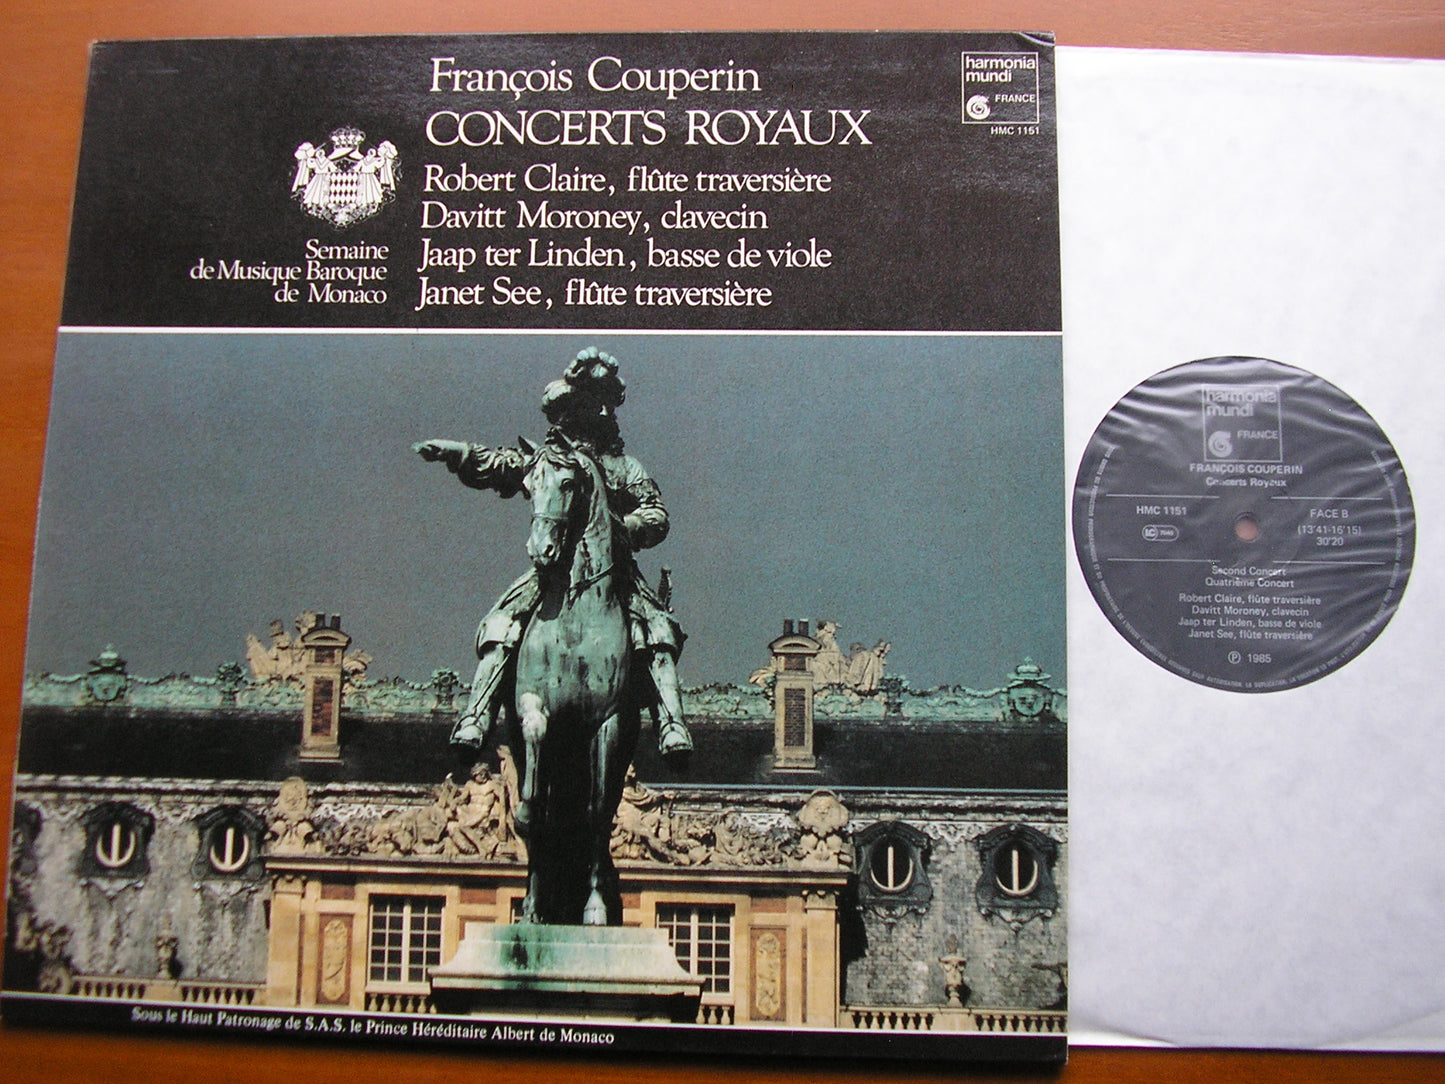 François Couperin
CONCERTS ROYAUX
Robert Claire, flûte traversière
Davitt Moroney, clavecin
Jaap ter Linden, basse de viole
Janet See, flûte traversière
Semaine
de Musique Baroque
de Monaco
harmonia
mundi
FRANCE
HMC 1151
Sous le Haut Patronage de S.A.S. le Prince Héréditaire Albert de Monaco
harmonia
mundi
FRANCE
FRANÇOIS COUPERIN
Concerts Royaux
HMC 1151
FACE B
(13'41-16'15)
30'20
Second Concert
Quatrième Concert
Robert Claire, flûte traversière
Davitt Moroney, clavecin
Jaap ter Linden, basse de viole
Janet See, flûte traversière
Ⓟ 1985